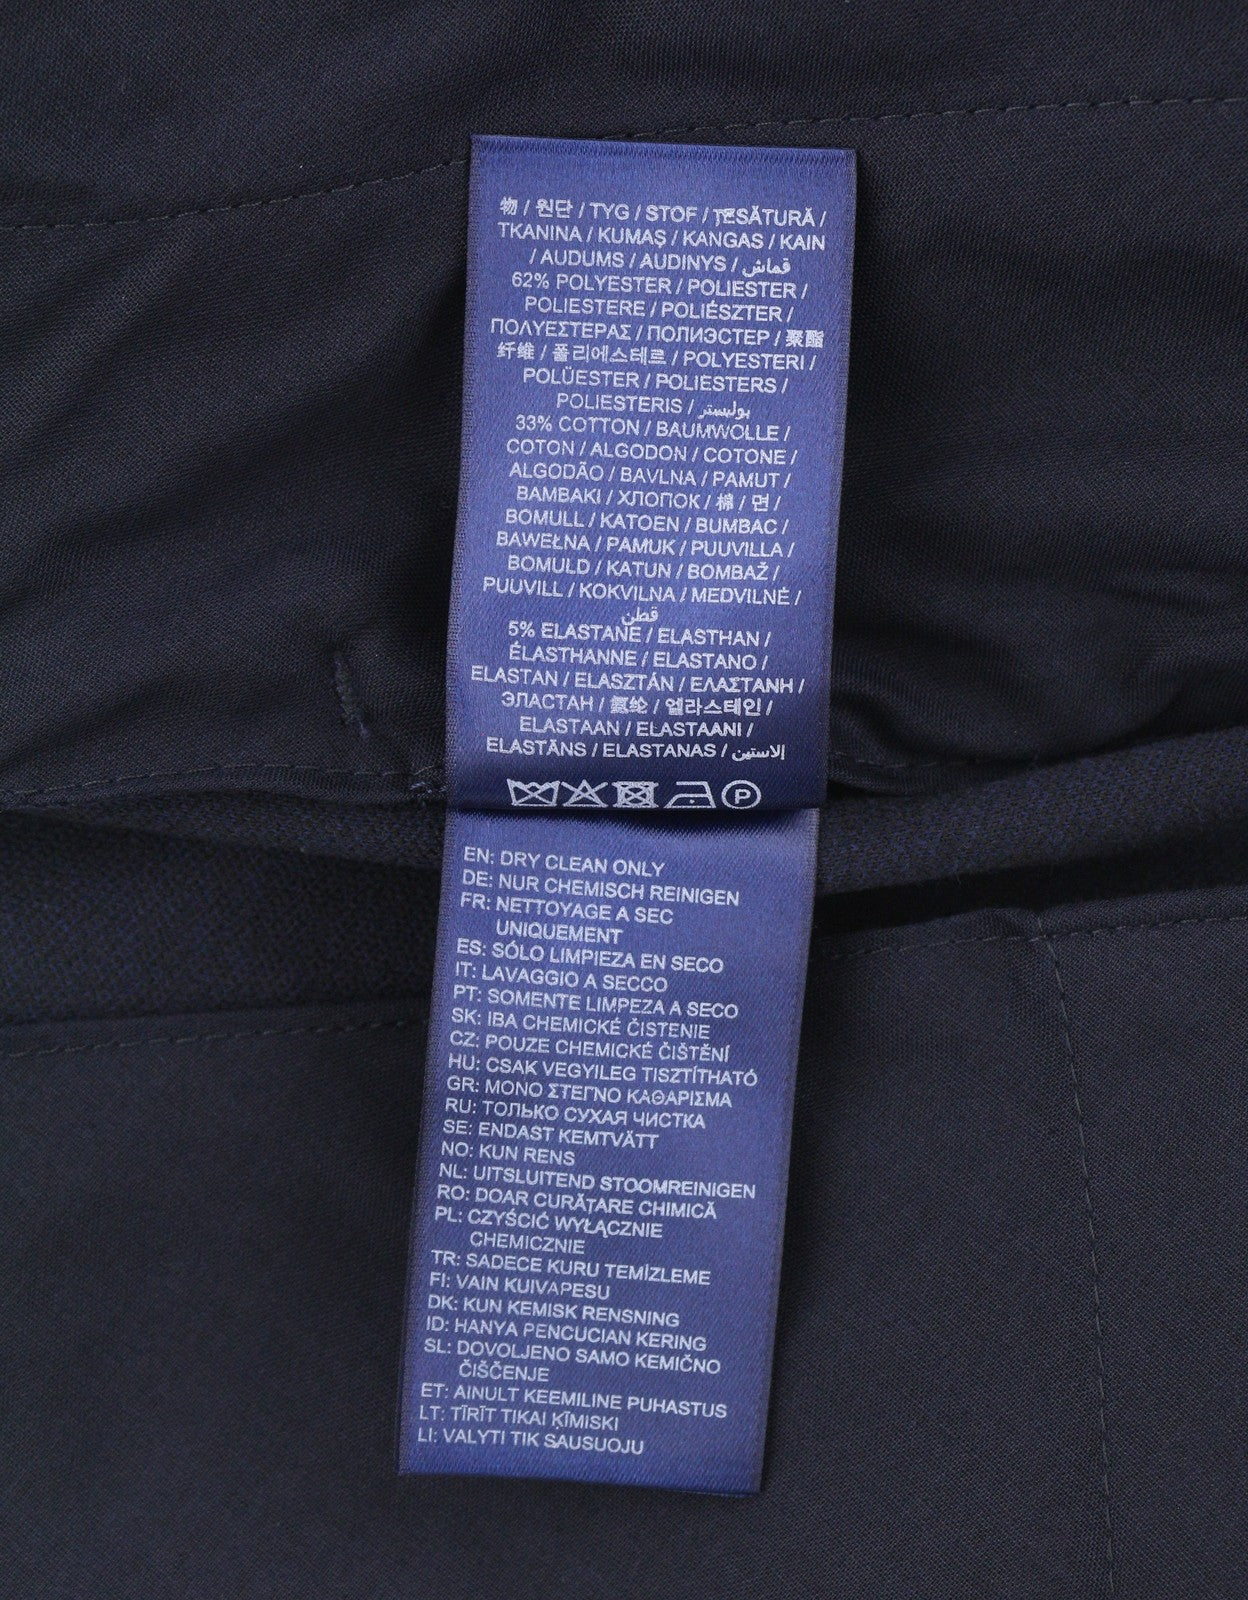 物 / 원단 / TYG / STOF / ȚESĂTURĂ /
TKANINA / KUMAŞ / KANGAS / KAIN
/ AUDUMS / AUDINYS / قماش
62% POLYESTER / POLIESTER /
POLIESTERE / POLIÉSZTER /
ΠΟΛΥΕΣΤΕΡΑΣ / ПОЛИЭСТЕР / 聚酯
纤维 / 폴리에스테르 / POLYESTERI /
POLÜESTER / POLIESTERS /
POLIESTERIS / بوليستر
33% COTTON / BAUMWOLLE /
COTON / ALGODON / COTONE /
ALGODÃO / BAVLNA / PAMUT /
BAMBAKI / ХЛОПОК / 棉 / 면 /
BOMULL / KATOEN / BUMBAC /
BAWEŁNA / PAMUK / PUUVILLA /
BOMULD / KATUN / BOMBAŽ /
PUUVILL / KOKVILNA / MEDVILNĖ /
قطن
5% ELASTANE / ELASTHAN /
ÉLASTHANNE / ELASTANO /
ELASTAN / ELASZTÁN / ΕΛΑΣΤΑΝΗ /
ЭЛАСТАН / 氨纶 / 엘라스테인 /
ELASTAAN / ELASTAANI /
ELASTĀNS / ELASTANAS / الاستين
P
EN: DRY CLEAN ONLY
DE: NUR CHEMISCH REINIGEN
FR: NETTOYAGE A SEC
UNIQUEMENT
ES: SÓLO LIMPIEZA EN SECO
IT: LAVAGGIO A SECCO
PT: SOMENTE LIMPEZA A SECO
SK: IBA CHEMICKÉ ČISTENIE
CZ: POUZE CHEMICKÉ ČIŠTĚNÍ
HU: CSAK VEGYILEG TISZTÍTHATÓ
GR: ΜΟΝΟ ΣΤΕΓΝΟ ΚΑΘΑΡΙΣΜΑ
RU: ТОЛЬКО СУХАЯ ЧИСТКА
SE: ENDAST KEMTVÄTT
NO: KUN RENS
NL: UITSLUITEND STOOMREINIGEN
RO: DOAR CURĂȚARE CHIMICĂ
PL: CZYŚCIĆ WYŁĄCZNIE
CHEMICZNIE
TR: SADECE KURU TEMİZLEME
FI: VAIN KUIVAPESU
DK: KUN KEMISK RENSNING
ID: HANYA PENCUCIAN KERING
SL: DOVOLJENO SAMO KEMIČNO
ČIŠČENJE
ET: AINULT KEEMILINE PUHASTUS
LT: TĪRĪT TIKAI ĶĪMISKI
LI: VALYTI TIK SAUSUOJU